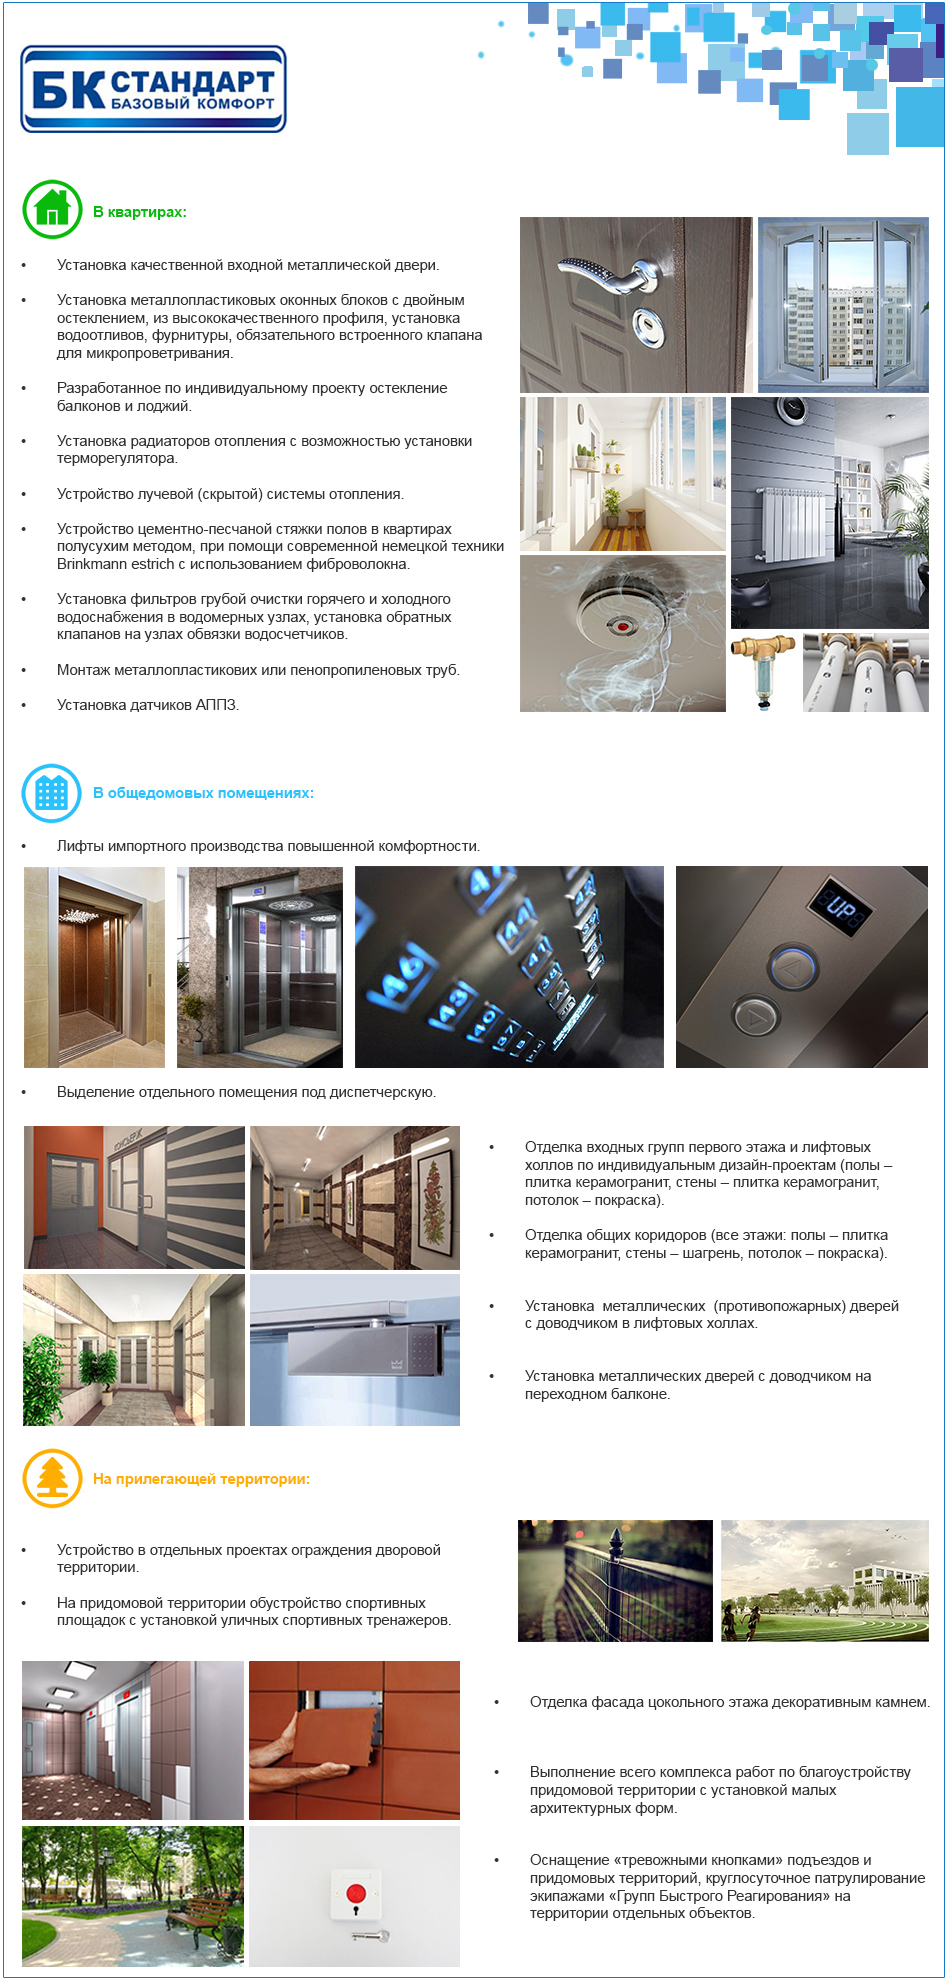 БК СТАНДАРТ
БАЗОВЫЙ КОМФОРТ
В квартирах:
• Установка качественной входной металлической двери.
• Установка металлопластиковых оконных блоков с двойным
остеклением, из высококачественного профиля, установка
водоотливов, фурнитуры, обязательного встроенного клапана
для микропроветривания.
• Разработанное по индивидуальному проекту остекление
балконов и лоджий.
• Установка радиаторов отопления с возможностью установки
терморегулятора.
• Устройство лучевой (скрытой) системы отопления.
• Устройство цементно-песчаной стяжки полов в квартирах
полусухим методом, при помощи современной немецкой техники
Brinkmann estrich с использованием фиброволокна.
• Установка фильтров грубой очистки горячего и холодного
водоснабжения в водомерных узлах, установка обратных
клапанов на узлах обвязки водосчетчиков.
• Монтаж металлопластикових или пенопропиленовых труб.
• Установка датчиков АППЗ.
В общедомовых помещениях:
• Лифты импортного производства повышенной комфортности.
46
44
43
41
40
UP
• Выделение отдельного помещения под диспетчерскую.
• Отделка входных групп первого этажа и лифтовых
холлов по индивидуальным дизайн-проектам (полы –
плитка керамогранит, стены – плитка керамогранит,
потолок – покраска).
• Отделка общих коридоров (все этажи: полы – плитка
керамогранит, стены – шагрень, потолок – покраска).
• Установка  металлических  (противопожарных) дверей
с доводчиком в лифтовых холлах.
• Установка металлических дверей с доводчиком на
переходном балконе.
На прилегающей территории:
• Устройство в отдельных проектах ограждения дворовой
территории.
• На придомовой территории обустройство спортивных
площадок с установкой уличных спортивных тренажеров.
• Отделка фасада цокольного этажа декоративным камнем.
• Выполнение всего комплекса работ по благоустройству
придомовой территории с установкой малых
архитектурных форм.
• Оснащение «тревожными кнопками» подъездов и
придомовых территорий, круглосуточное патрулирование
экипажами «Групп Быстрого Реагирования» на
территории отдельных объектов.